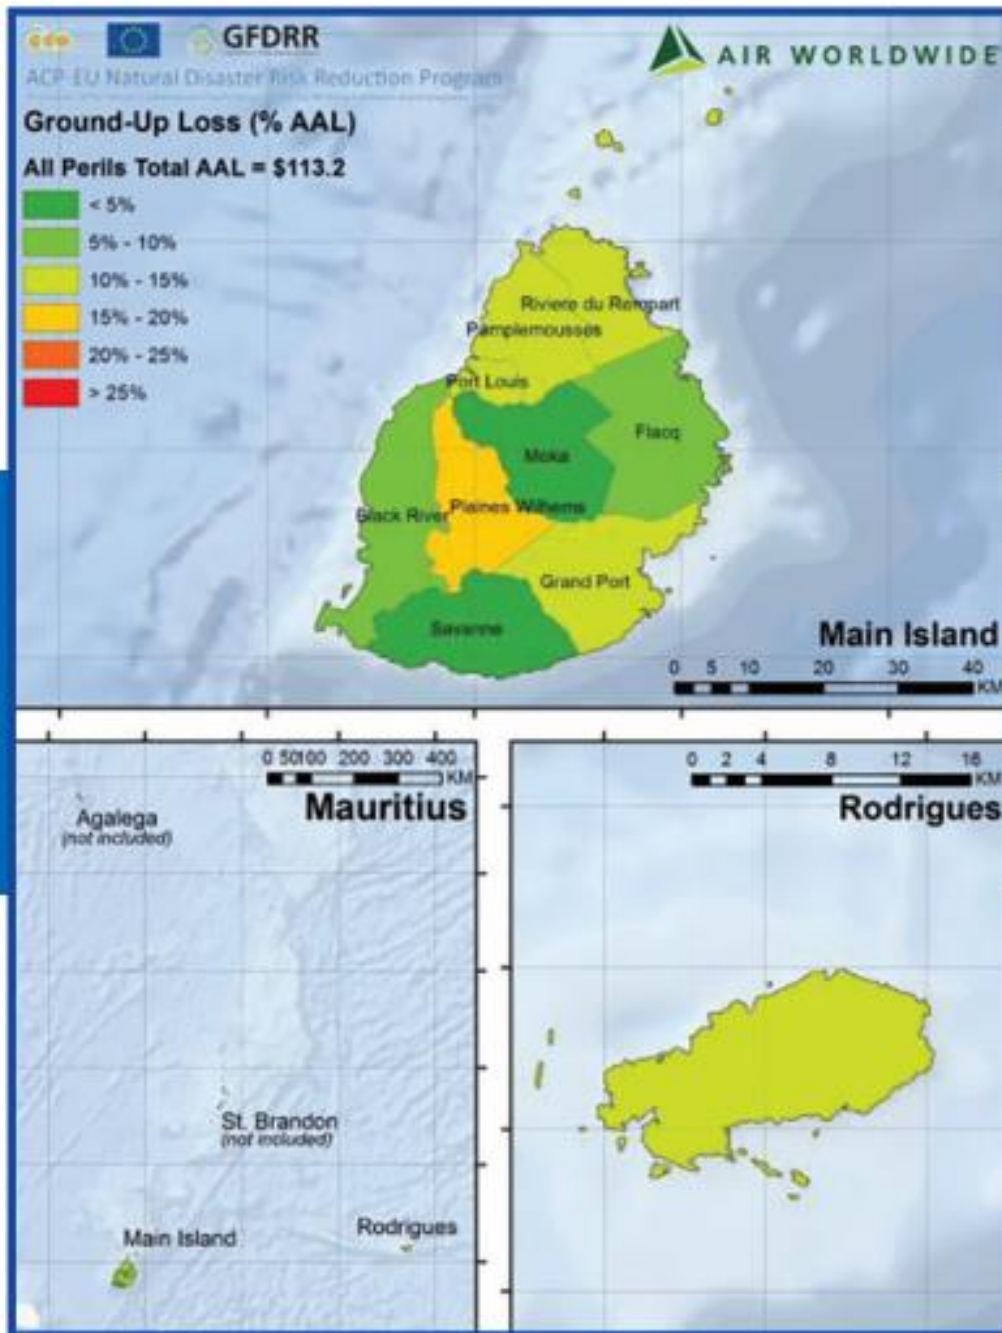 GFDRR
AIR WORLDWIDE
ACP-EU Natural Disaster Risk Reduction Program
Ground-Up Loss (% AAL)
All Perils Total AAL = $113.2
< 5%
5% - 10%
10% - 15%
15% - 20%
20% - 25%
> 25%
Riviere du Rempart
Pamplemousses
Port Louis
Flacq
Moka
Plaines Wilhems
Black River
Grand Port
Savanne
Main Island
0 5 10 20 30 40
KM
0 50 100 200 300 400
KM
Mauritius
Agalega
(not included)
St. Brandon
(not included)
Main Island
Rodrigues
0 2 4 8 12 16
KM
Rodrigues